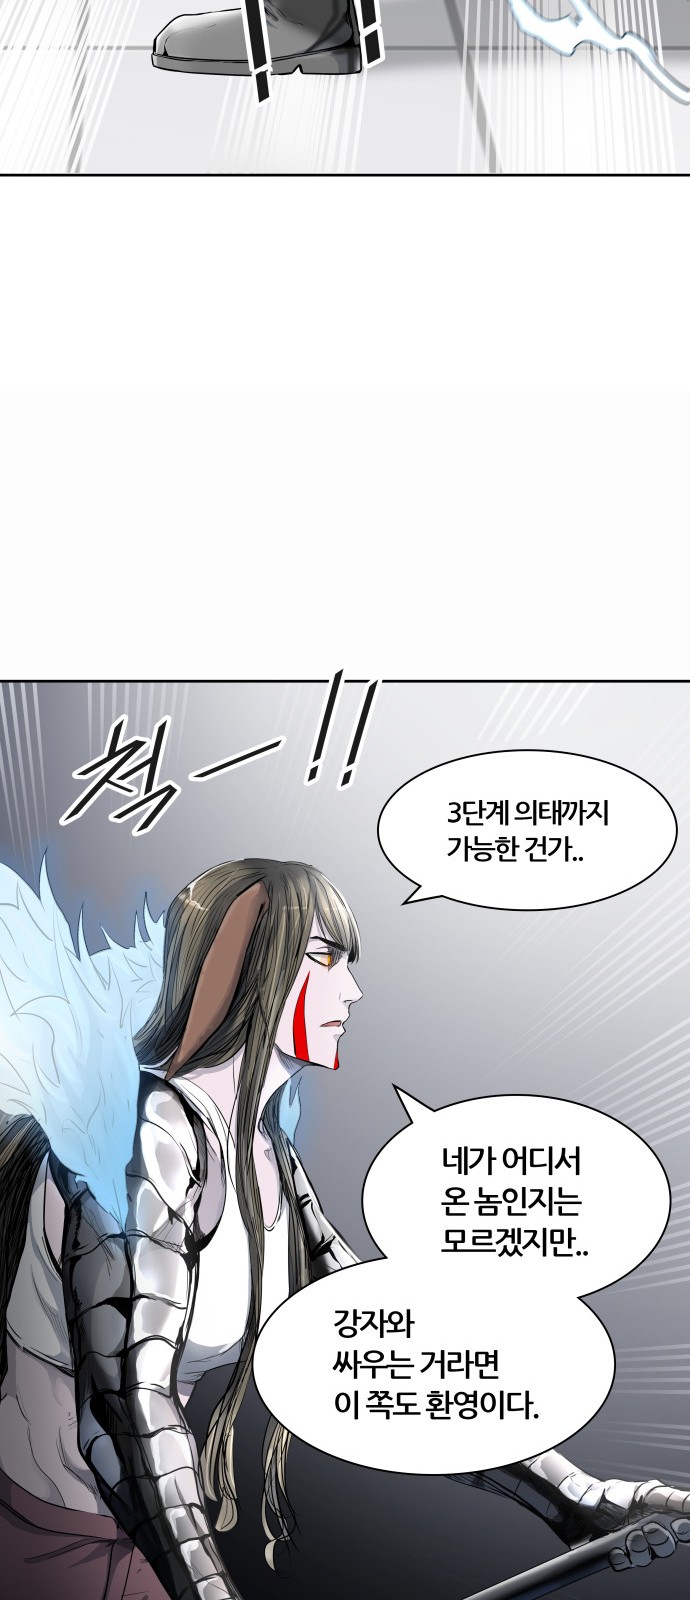 척ー!!
3단계 의태까지
가능한 건가..
네가 어디서
온 놈인지는
모르겠지만..
강자와
싸우는 거라면
이 쪽도 환영이다.